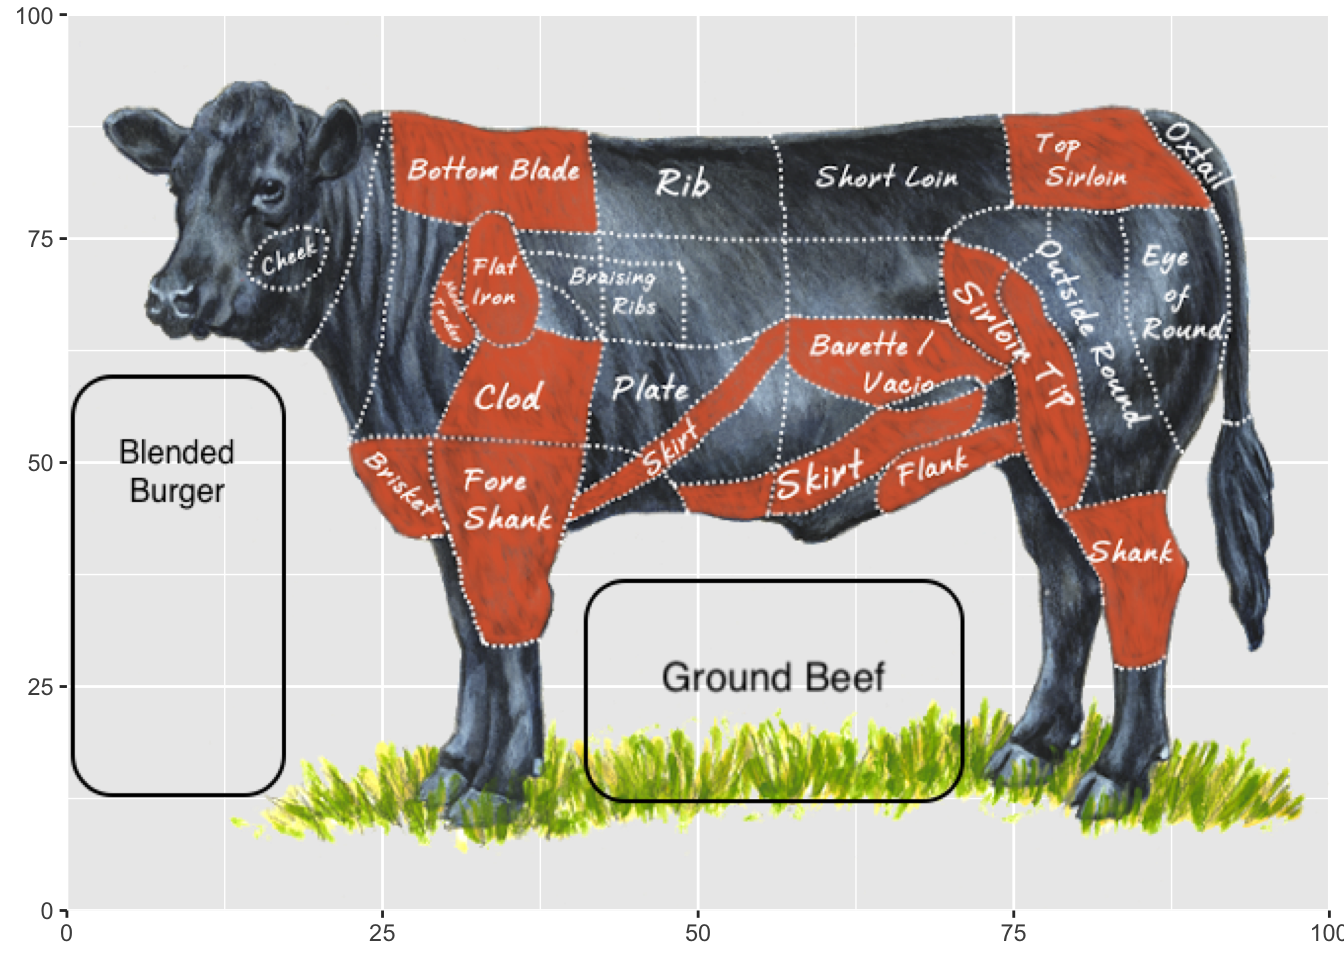 100
75
50
25
0
0
25
50
75
100
Bottom Blade
Rib
Short Loin
Top
Sirloin
Oxtail
Cheek
Flat
Iron
Tender
Braising
Ribs
Outside Round
Eye
of
Round
Sirloin Tip
Bavette /
Vacio
Clod
Plate
Skirt
Brisket
Fore
Shank
Skirt
Flank
Shank
Blended
Burger
Ground Beef